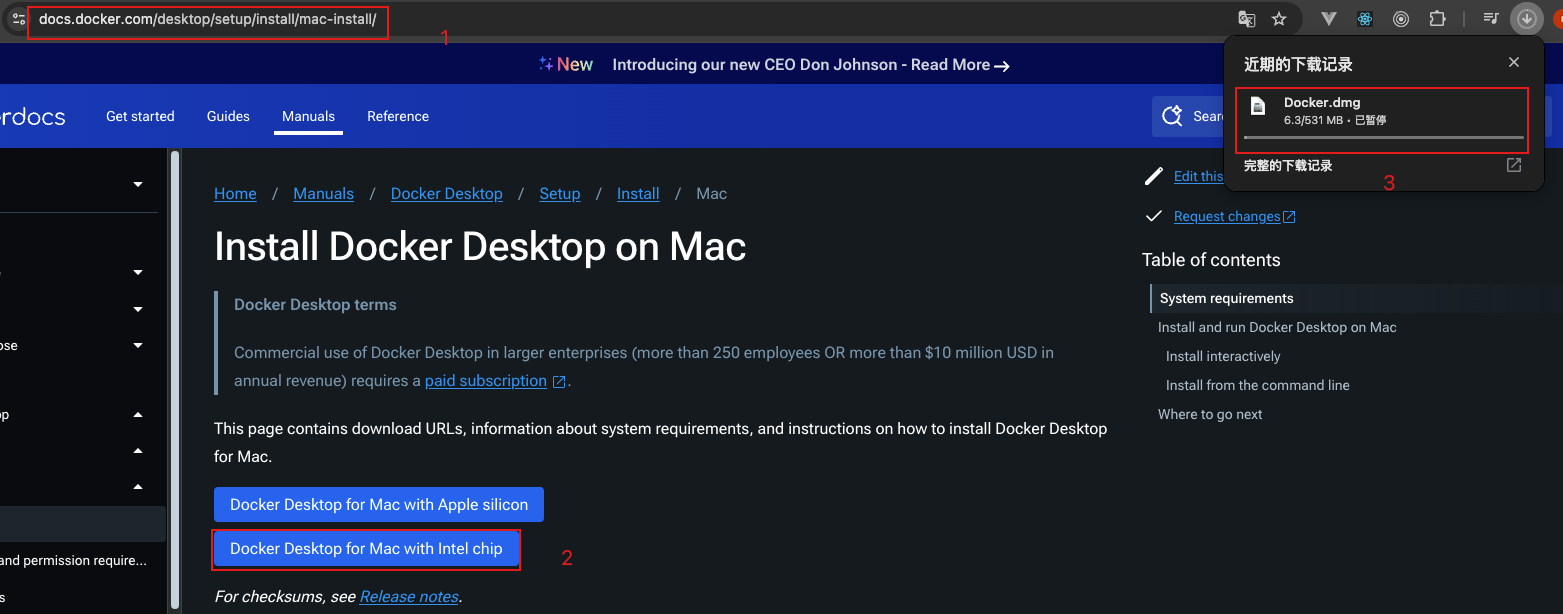 docs.docker.com/desktop/setup/install/mac-install/
1
New Introducing our new CEO Don Johnson - Read More →
近期的下载记录
Docker.dmg
6.3/531 MB • 已暂停
完整的下载记录
3
rdocs
Get started
Guides
Manuals
Reference
Sear
Home / Manuals / Docker Desktop / Setup / Install / Mac
Edit this
Request changes
Install Docker Desktop on Mac
Table of contents
System requirements
Install and run Docker Desktop on Mac
Install interactively
Install from the command line
Where to go next
Docker Desktop terms
Commercial use of Docker Desktop in larger enterprises (more than 250 employees OR more than $10 million USD in
annual revenue) requires a paid subscription.
This page contains download URLs, information about system requirements, and instructions on how to install Docker Desktop
for Mac.
Docker Desktop for Mac with Apple silicon
Docker Desktop for Mac with Intel chip
2
For checksums, see Release notes.
ose
op
and permission require...
s